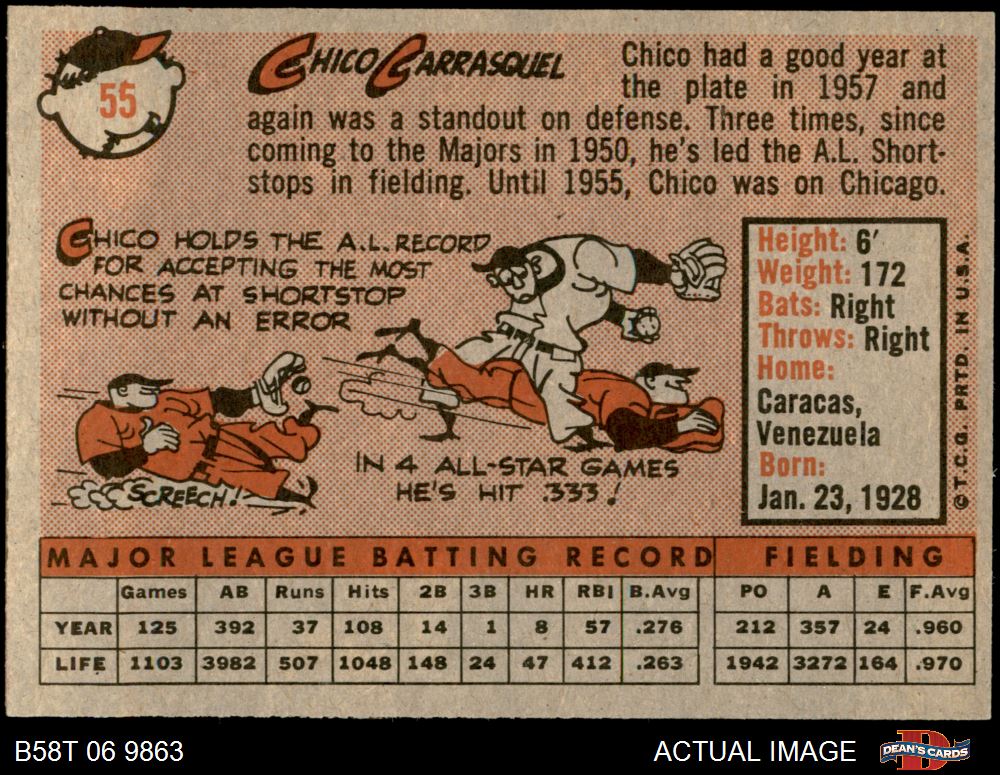 55
CHICO CARRASQUEL
Chico had a good year at
the plate in 1957 and
again was a standout on defense. Three times, since
coming to the Majors in 1950, he's led the A.L. Short-
stops in fielding. Until 1955, Chico was on Chicago.
CHICO HOLDS THE A.L. RECORD
FOR ACCEPTING THE MOST
CHANCES AT SHORTSTOP
WITHOUT AN ERROR
SCREECH!
IN 4 ALL-STAR GAMES
HE'S HIT .333!
Height: 6'
Weight: 172
Bats: Right
Throws: Right
Home:
Caracas,
Venezuela
Born:
Jan. 23, 1928
© T.C.G. PRTD. IN U.S.A.
MAJOR LEAGUE BATTING RECORD FIELDING
Games AB Runs Hits 2B 3B HR RBI B.Avg PO A E F.Avg
YEAR 125 392 37 108 14 1 8 57 .276 212 357 24 .960
LIFE 1103 3982 507 1048 148 24 47 412 .263 1942 3272 164 .970
B58T 06 9863 ACTUAL IMAGE DEAN'S CARDS